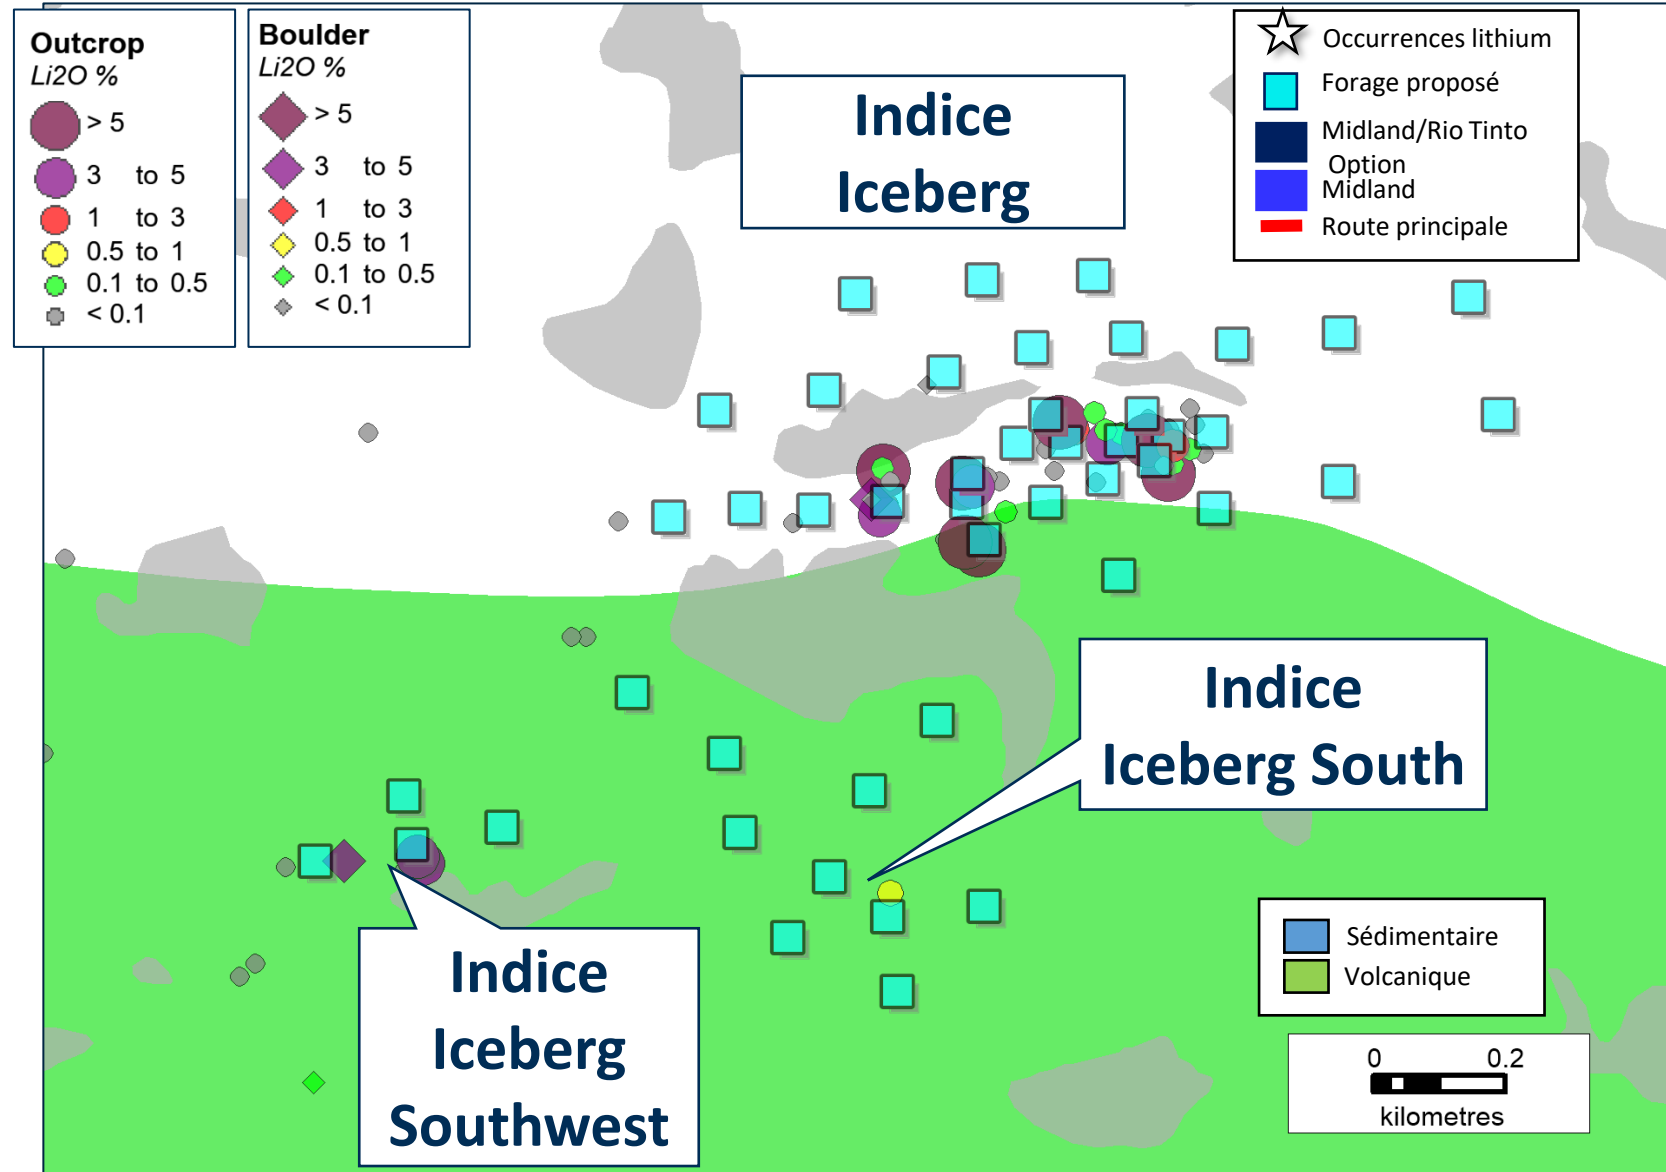 Outcrop
Li2O %
> 5
3 to 5
1 to 3
0.5 to 1
0.1 to 0.5
< 0.1
Boulder
Li2O %
> 5
3 to 5
1 to 3
0.5 to 1
0.1 to 0.5
< 0.1
Indice
Iceberg
Occurrences lithium
Forage proposé
Midland/Rio Tinto
Option
Midland
Route principale
Indice
Iceberg South
Indice
Iceberg
Southwest
Sédimentaire
Volcanique
0 0.2
kilometres